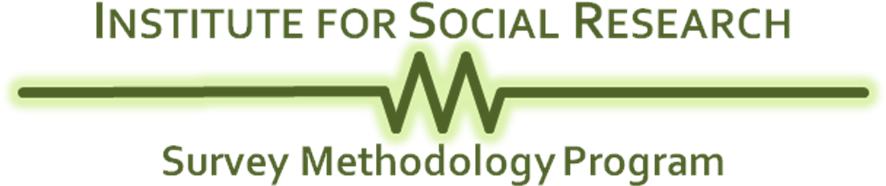 INSTITUTE FOR SOCIAL RESEARCH
Survey Methodology Program